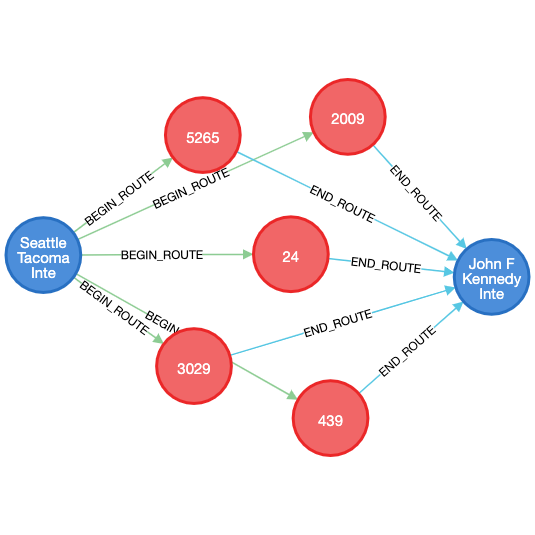 2009
5265
BEGIN_ROUTE
BEGIN_ROUTE
END_ROUTE
END_ROUTE
Seattle
Tacoma
Inte
BEGIN_ROUTE
24
END_ROUTE
John F
Kennedy
Inte
BEGIN_ROUTE
BEGIN
END_ROUTE
3029
END_ROUTE
439